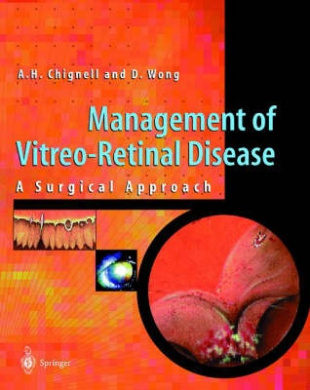 A.H. Chignell and D. Wong
Management of
Vitreo-Retinal Disease
A Surgical Approach
Springer